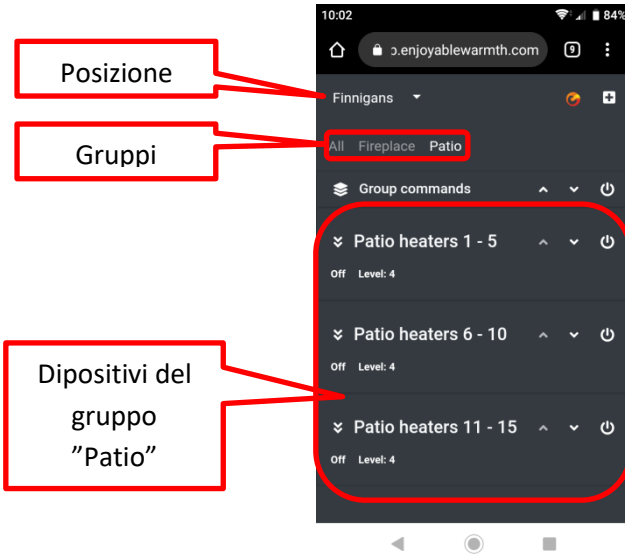 10:02
84%
ɔ.enjoyablewarmth.com
9
Posizione
Finnigans
Gruppi
All Fireplace Patio
Group commands
Patio heaters 1 - 5
Off Level: 4
Patio heaters 6 - 10
Off Level: 4
Dipositivi del
gruppo
”Patio”
Patio heaters 11 - 15
Off Level: 4